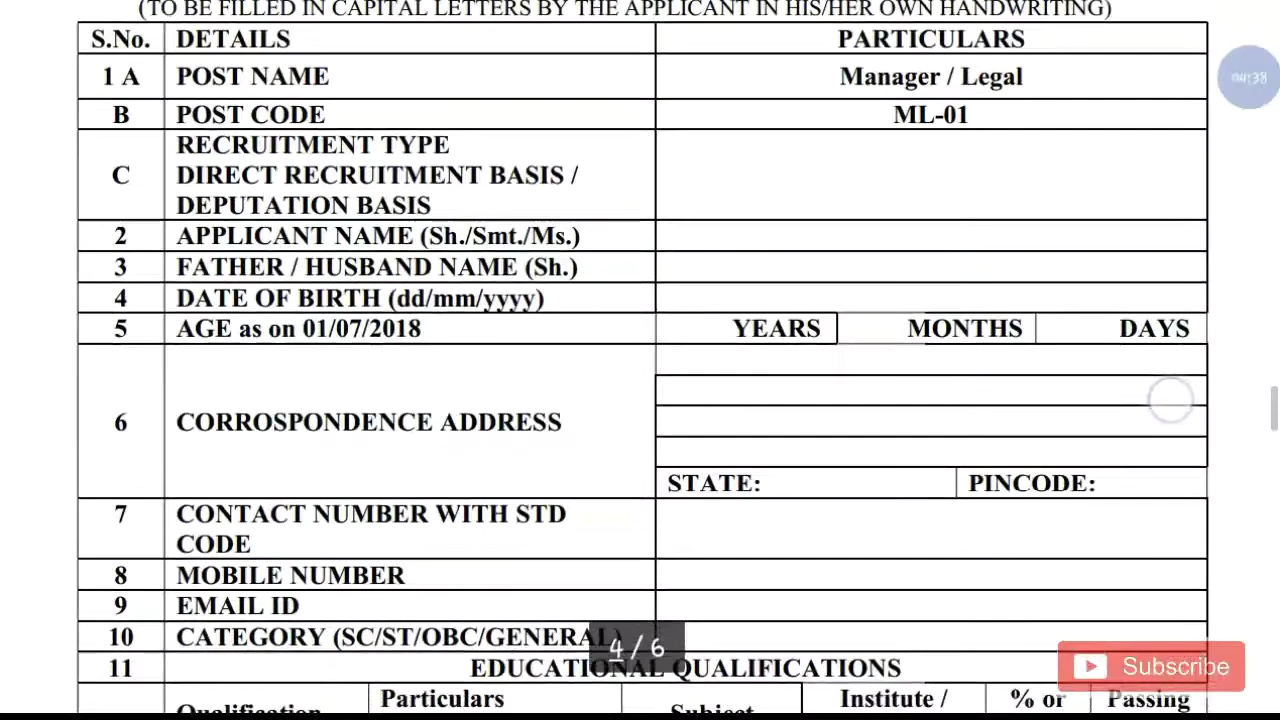 (TO BE FILLED IN CAPITAL LETTERS BY THE APPLICANT IN HIS/HER OWN HANDWRITING)
S.No. DETAILS PARTICULARS
1 A POST NAME Manager / Legal
B POST CODE ML-01
C RECRUITMENT TYPE
DIRECT RECRUITMENT BASIS /
DEPUTATION BASIS
2 APPLICANT NAME (Sh./Smt./Ms.)
3 FATHER / HUSBAND NAME (Sh.)
4 DATE OF BIRTH (dd/mm/yyyy)
5 AGE as on 01/07/2018 YEARS MONTHS DAYS
6 CORROSPONDENCE ADDRESS
STATE: PINCODE:
7 CONTACT NUMBER WITH STD
CODE
8 MOBILE NUMBER
9 EMAIL ID
10 CATEGORY (SC/ST/OBC/GENERAL)
11 EDUCATIONAL QUALIFICATIONS
Qualification Particulars Subject Institute / % or Passing
04:38
4 / 6
Subscribe